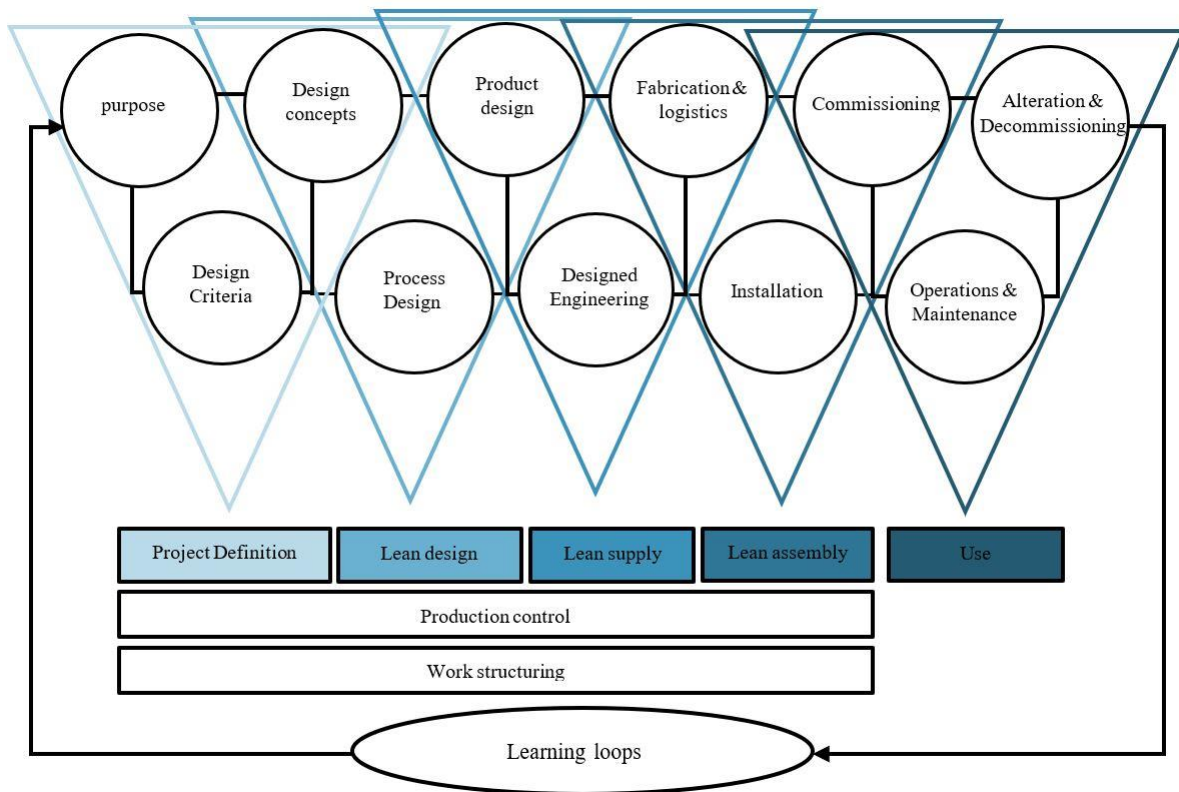 purpose
Design
concepts
Product
design
Fabrication &
logistics
Commissioning
Alteration &
Decommissioning
Design
Criteria
Process
Design
Designed
Engineering
Installation
Operations &
Maintenance
Project Definition
Lean design
Lean supply
Lean assembly
Use
Production control
Work structuring
Learning loops